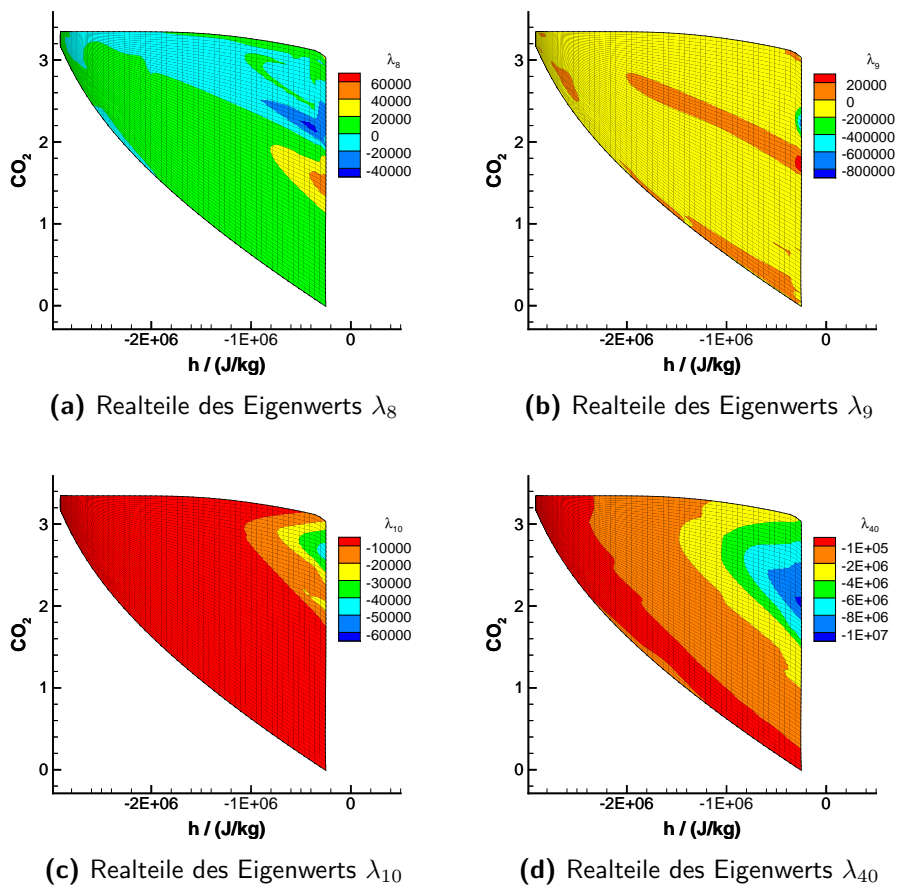 3
2
1
0
CO2
-2E+06
-1E+06
0
h / (J/kg)
λ8
60000
40000
20000
0
-20000
-40000
(a) Realteile des Eigenwerts λ8
3
2
1
0
CO2
-2E+06
-1E+06
0
h / (J/kg)
λ9
20000
0
-200000
-400000
-600000
-800000
(b) Realteile des Eigenwerts λ9
3
2
1
0
CO2
-2E+06
-1E+06
0
h / (J/kg)
λ10
-10000
-20000
-30000
-40000
-50000
-60000
(c) Realteile des Eigenwerts λ10
3
2
1
0
CO2
-2E+06
-1E+06
0
h / (J/kg)
λ40
-1E+05
-2E+06
-4E+06
-6E+06
-8E+06
-1E+07
(d) Realteile des Eigenwerts λ40